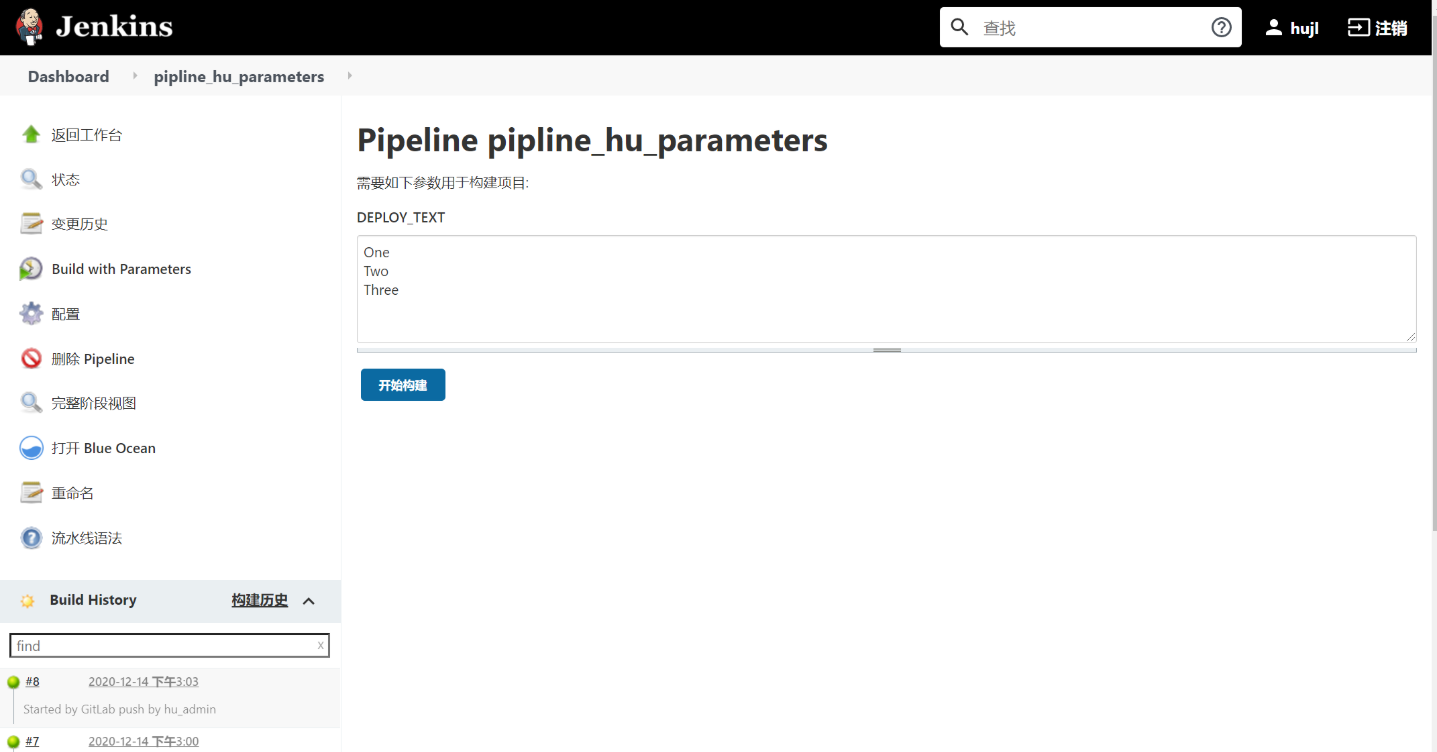 Jenkins
查找
hujl
注销
Dashboard
pipline_hu_parameters
返回工作台
状态
变更历史
Build with Parameters
配置
删除 Pipeline
完整阶段视图
打开 Blue Ocean
重命名
流水线语法
Build History
构建历史
find
x
#8
2020-12-14 下午3:03
Started by GitLab push by hu_admin
#7
2020-12-14 下午3:00
Pipeline pipline_hu_parameters
需要如下参数用于构建项目:
DEPLOY_TEXT
One
Two
Three
开始构建